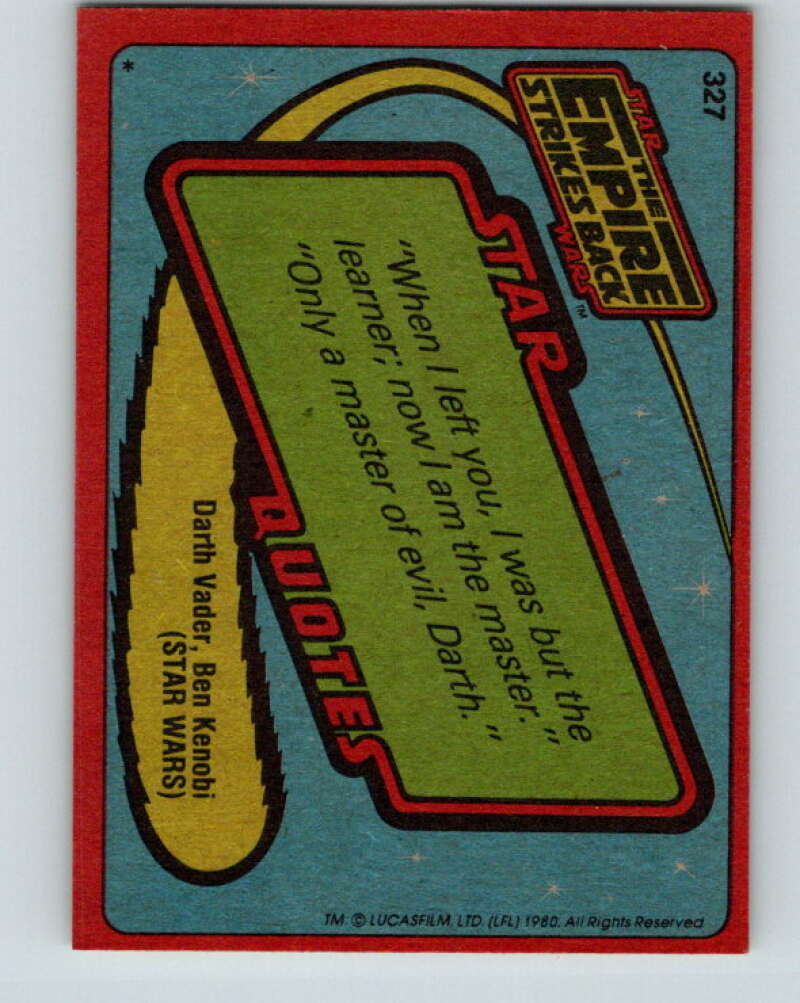 327
STAR
THE
EMPIRE
STRIKES BACK
WARS™
STAR
"When I left you, I was but the
learner; now I am the master."
"Only a master of evil, Darth."
QUOTES
Darth Vader, Ben Kenobi
(STAR WARS)
*
TM: © LUCASFILM, LTD. (LFL) 1980. All Rights Reserved